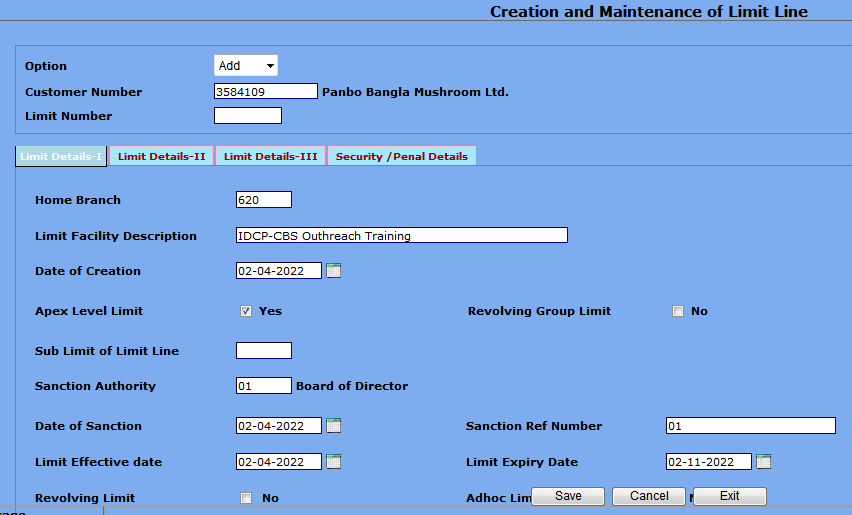 Creation and Maintenance of Limit Line
Option Add
Customer Number 3584109 Panbo Bangla Mushroom Ltd.
Limit Number
Limit Details-I Limit Details-II Limit Details-III Security /Penal Details
Home Branch 620
Limit Facility Description IDCP-CBS Outhreach Training
Date of Creation 02-04-2022
Apex Level Limit Yes Revolving Group Limit No
Sub Limit of Limit Line
Sanction Authority 01 Board of Director
Date of Sanction 02-04-2022 Sanction Ref Number 01
Limit Effective date 02-04-2022 Limit Expiry Date 02-11-2022
Revolving Limit No Adhoc Lim Save Cancel Exit